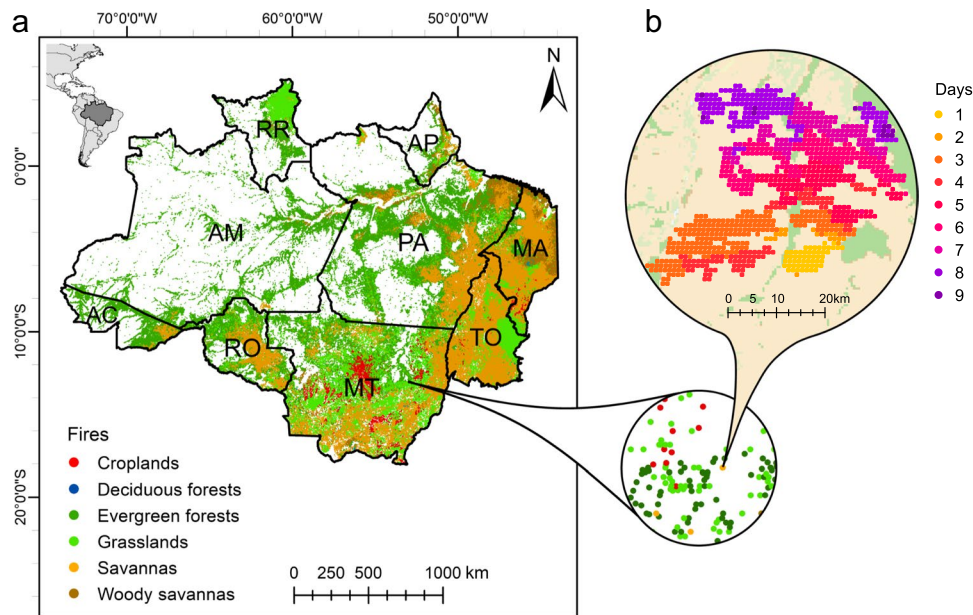 a
b
70°0'0"W
60°0'0"W
50°0'0"W
N
RR
AP
0°0'0"
AM
PA
MA
AC
RO
TO
10°0'0"S
MT
20°0'0"S
Fires
Croplands
Deciduous forests
Evergreen forests
Grasslands
Savannas
Woody savannas
0 250 500 1000 km
0 5 10 20km
Days
1
2
3
4
5
6
7
8
9